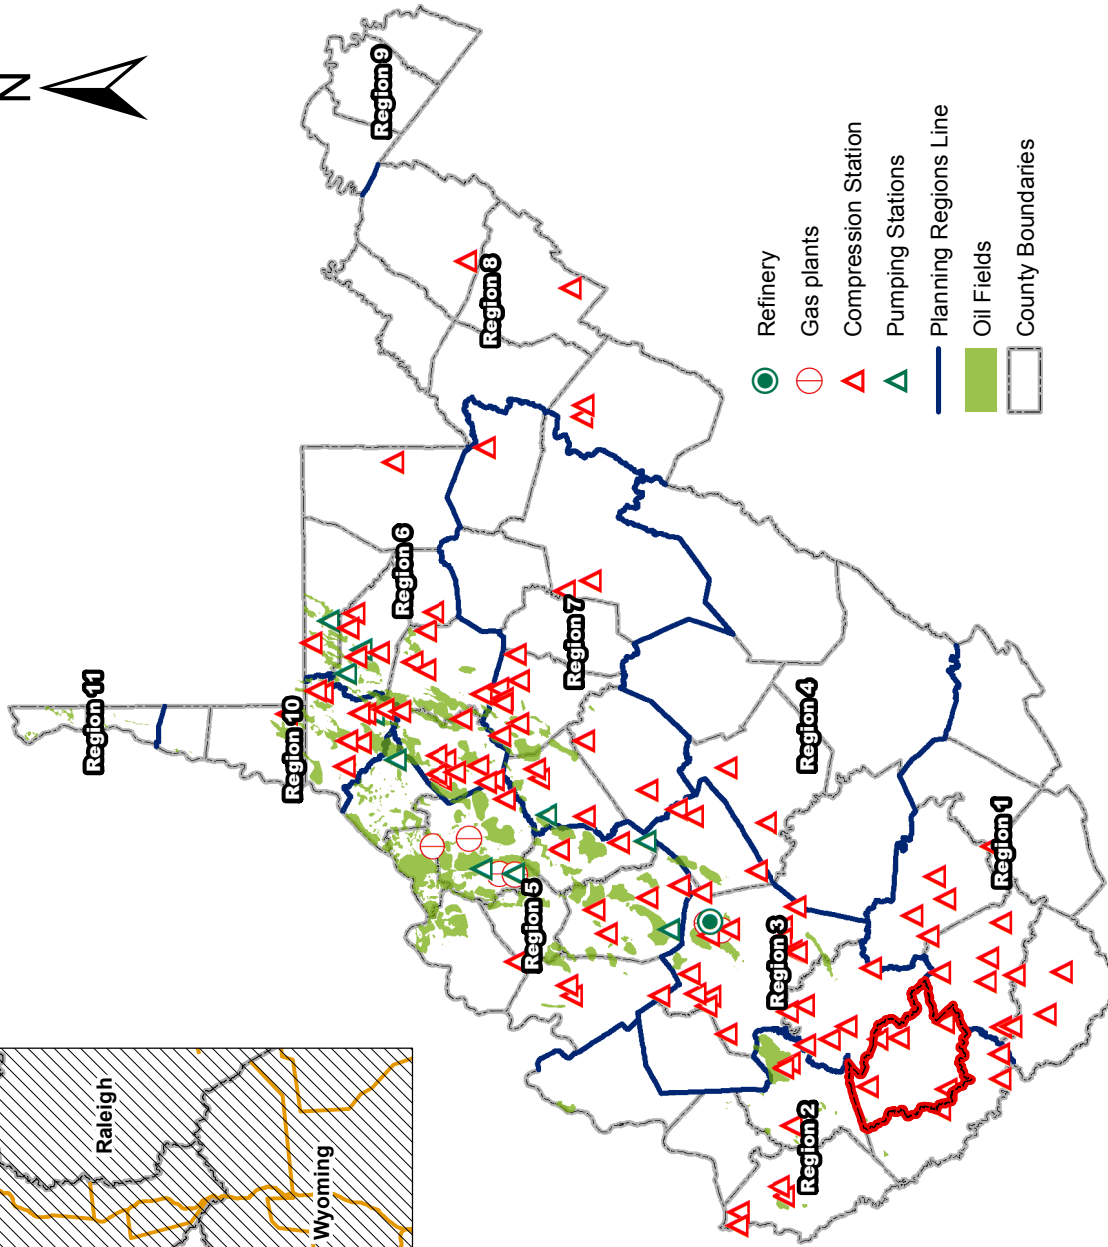 N
Region 11
Region 10
Region 9
Region 8
Region 6
Region 7
Region 5
Region 4
Region 3
Region 2
Region 1
Raleigh
Wyoming
Refinery
Gas plants
Compression Station
Pumping Stations
Planning Regions Line
Oil Fields
County Boundaries